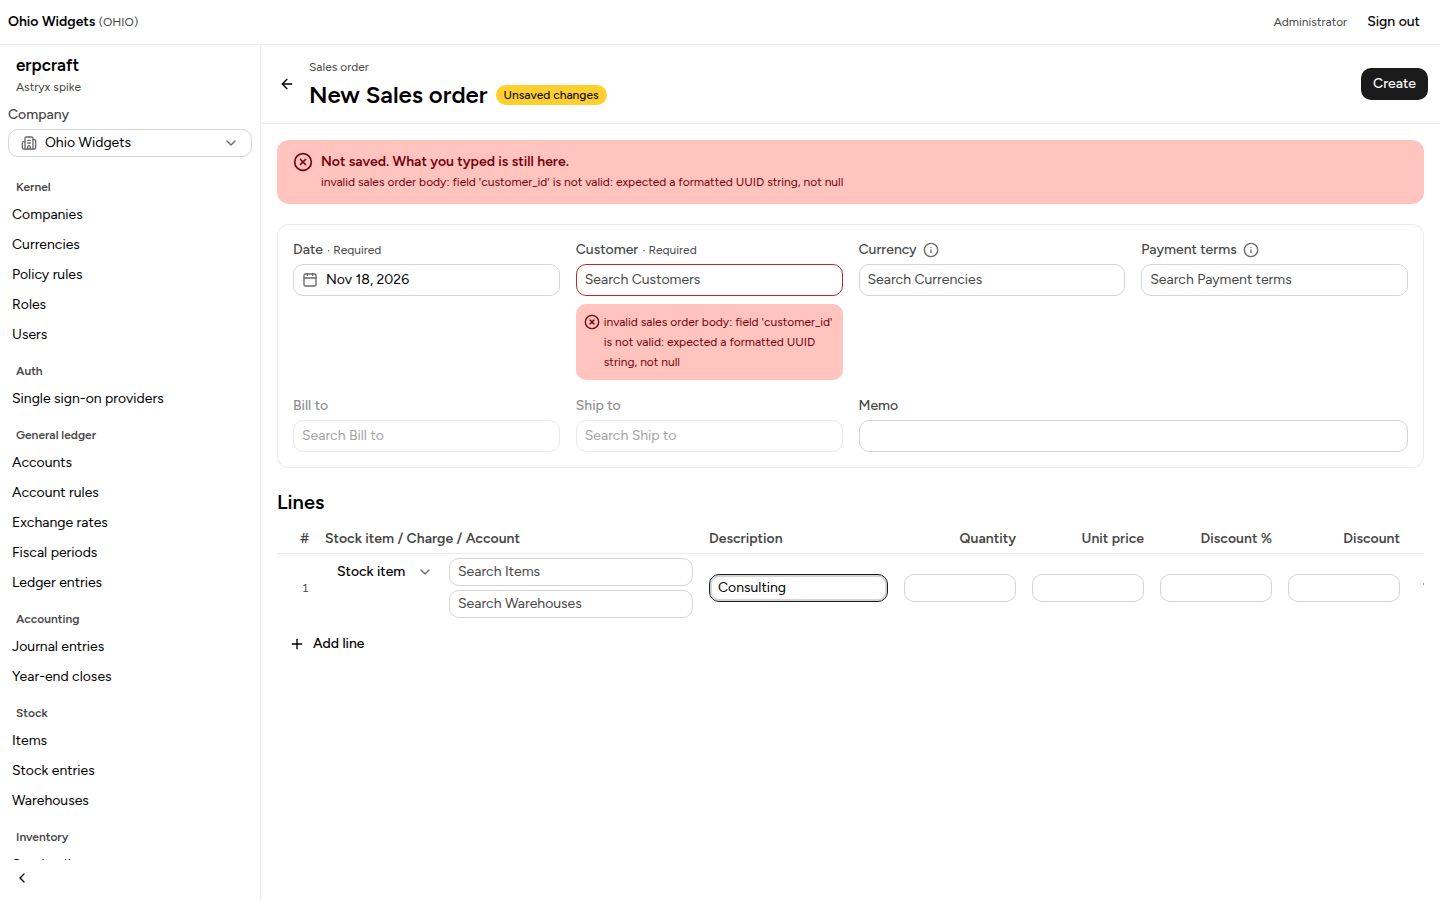 Ohio Widgets (OHIO)
Administrator
Sign out
erpcraft
Astryx spike
Company
Ohio Widgets
Kernel
Companies
Currencies
Policy rules
Roles
Users
Auth
Single sign-on providers
General ledger
Accounts
Account rules
Exchange rates
Fiscal periods
Ledger entries
Accounting
Journal entries
Year-end closes
Stock
Items
Stock entries
Warehouses
Inventory
Sales order
New Sales order
Unsaved changes
Create
Not saved. What you typed is still here.
invalid sales order body: field 'customer_id' is not valid: expected a formatted UUID string, not null
Date · Required
Nov 18, 2026
Customer · Required
Search Customers
invalid sales order body: field 'customer_id'
is not valid: expected a formatted UUID
string, not null
Currency
Search Currencies
Payment terms
Search Payment terms
Bill to
Search Bill to
Ship to
Search Ship to
Memo
Lines
# Stock item / Charge / Account Description Quantity Unit price Discount % Discount
1 Stock item Search Items
Search Warehouses
Consulting
Add line